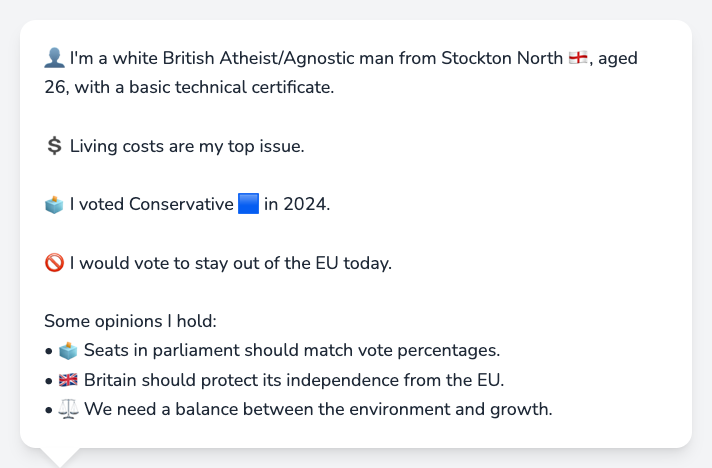 👤 I'm a white British Atheist/Agnostic man from Stockton North 🏴󠁧󠁢󠁥󠁮󠁧󠁿, aged
26, with a basic technical certificate.
💲 Living costs are my top issue.
🗳️ I voted Conservative 🟦 in 2024.
🚫 I would vote to stay out of the EU today.
Some opinions I hold:
• 🗳️ Seats in parliament should match vote percentages.
• 🇬🇧 Britain should protect its independence from the EU.
• ⚖️ We need a balance between the environment and growth.